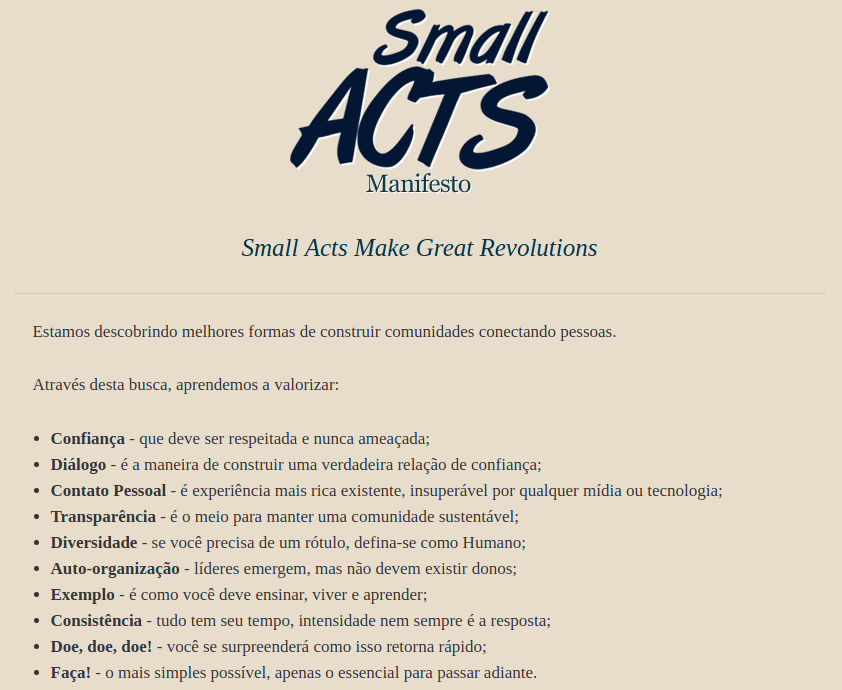 Small
ACTS
Manifesto
Small Acts Make Great Revolutions
Estamos descobrindo melhores formas de construir comunidades conectando pessoas.
Através desta busca, aprendemos a valorizar:
• Confiança - que deve ser respeitada e nunca ameaçada;
• Diálogo - é a maneira de construir uma verdadeira relação de confiança;
• Contato Pessoal - é experiência mais rica existente, insuperável por qualquer mídia ou tecnologia;
• Transparência - é o meio para manter uma comunidade sustentável;
• Diversidade - se você precisa de um rótulo, defina-se como Humano;
• Auto-organização - líderes emergem, mas não devem existir donos;
• Exemplo - é como você deve ensinar, viver e aprender;
• Consistência - tudo tem seu tempo, intensidade nem sempre é a resposta;
• Doe, doe, doe! - você se surpreenderá como isso retorna rápido;
• Faça! - o mais simples possível, apenas o essencial para passar adiante.